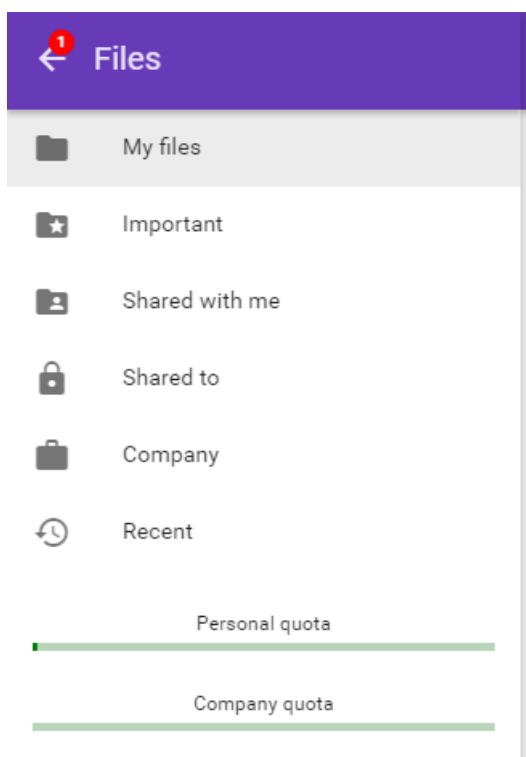 1
Files
My files
Important
Shared with me
Shared to
Company
Recent
Personal quota
Company quota